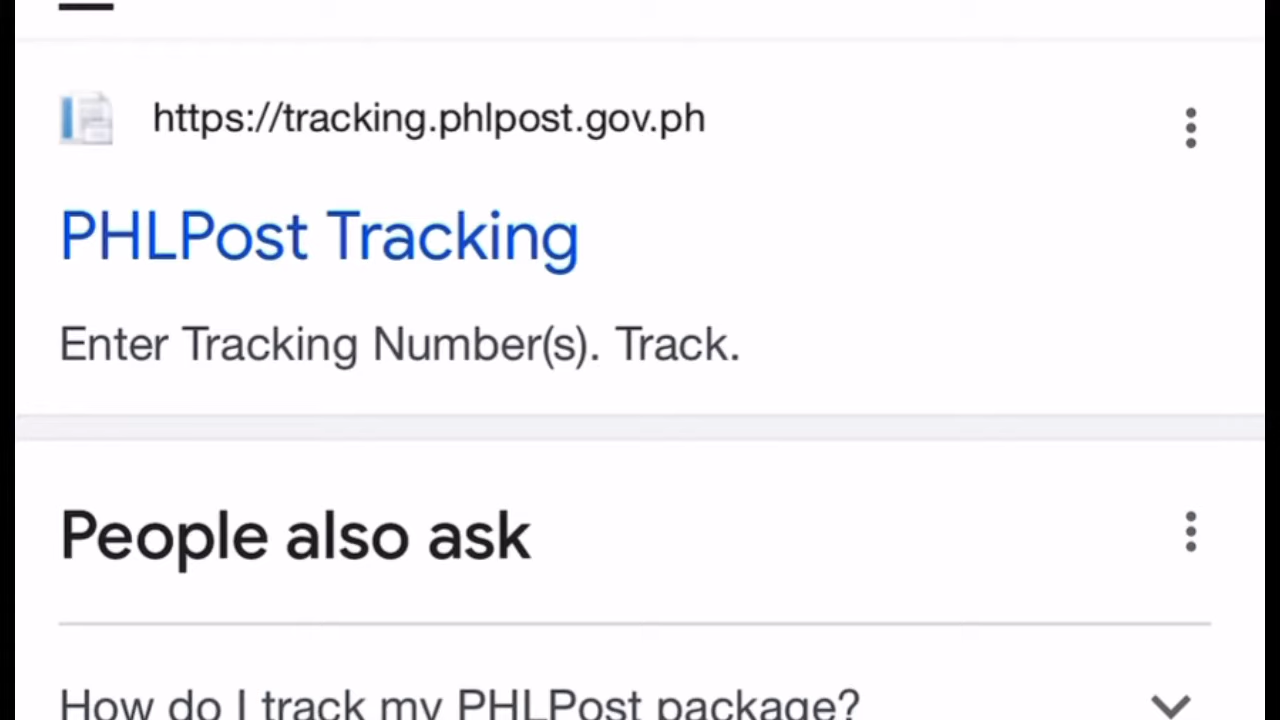 https://tracking.phlpost.gov.ph
PHLPost Tracking
Enter Tracking Number(s). Track.
People also ask
How do I track my PHLPost package?